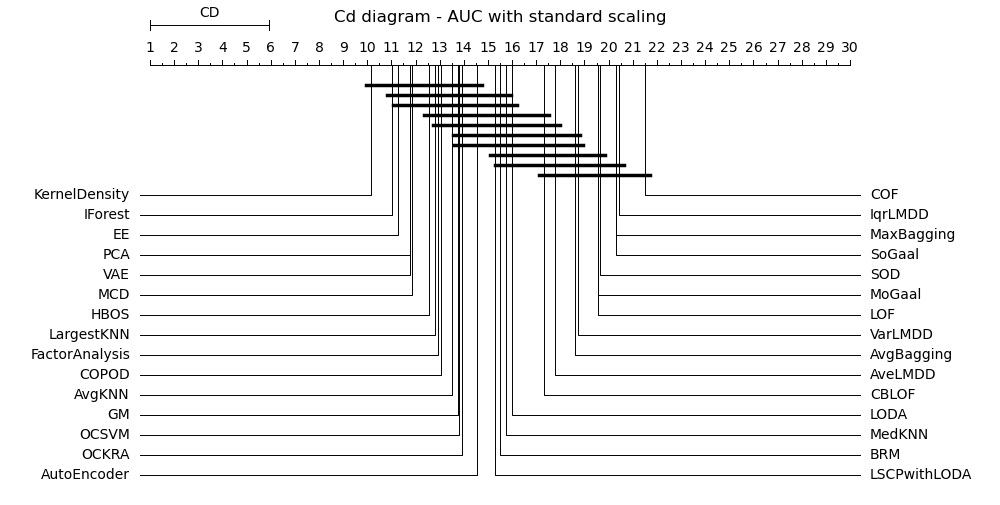 CD
Cd diagram - AUC with standard scaling
1 2 3 4 5 6 7 8 9 10 11 12 13 14 15 16 17 18 19 20 21 22 23 24 25 26 27 28 29 30
KernelDensity COF
IForest IqrLMDD
EE MaxBagging
PCA SoGaal
VAE SOD
MCD MoGaal
HBOS LOF
LargestKNN VarLMDD
FactorAnalysis AvgBagging
COPOD AveLMDD
AvgKNN CBLOF
GM LODA
OCSVM MedKNN
OCKRA BRM
AutoEncoder LSCPwithLODA